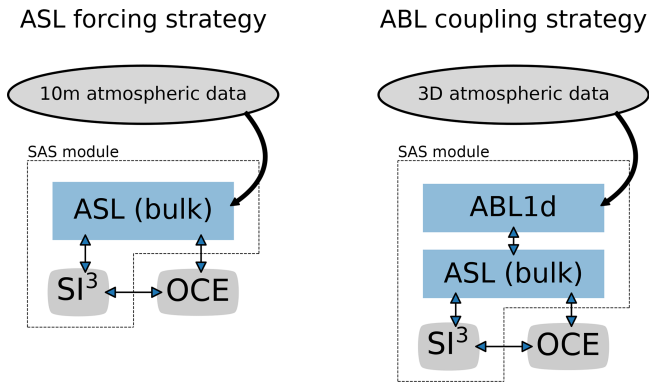 ASL forcing strategy
10m atmospheric data
SAS module
ASL (bulk)
SI³
OCE
ABL coupling strategy
3D atmospheric data
SAS module
ABL1d
ASL (bulk)
SI³
OCE